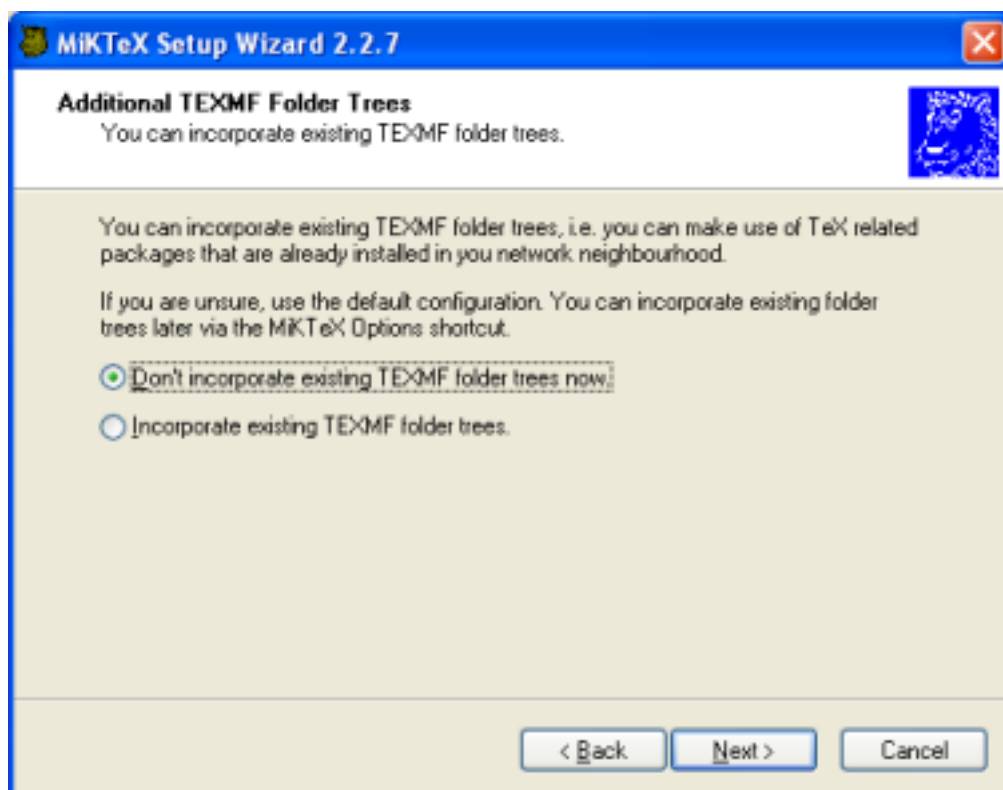 MiKTeX Setup Wizard 2.2.7
Additional TEXMF Folder Trees
You can incorporate existing TEXMF folder trees.
You can incorporate existing TEXMF folder trees, i.e. you can make use of TeX related
packages that are already installed in you network neighbourhood.
If you are unsure, use the default configuration. You can incorporate existing folder
trees later via the MiKTeX Options shortcut.
Don't incorporate existing TEXMF folder trees now.
Incorporate existing TEXMF folder trees.
< Back Next > Cancel